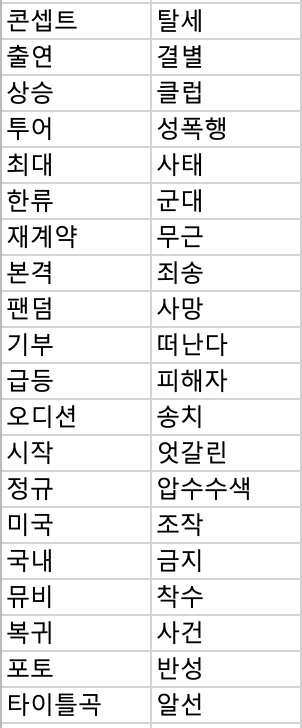 콘셉트 탈세
출연 결별
상승 클럽
투어 성폭행
최대 사태
한류 군대
재계약 무근
본격 죄송
팬덤 사망
기부 떠난다
급등 피해자
오디션 송치
시작 엇갈린
정규 압수수색
미국 조작
국내 금지
뮤비 착수
복귀 사건
포토 반성
타이틀곡 알선